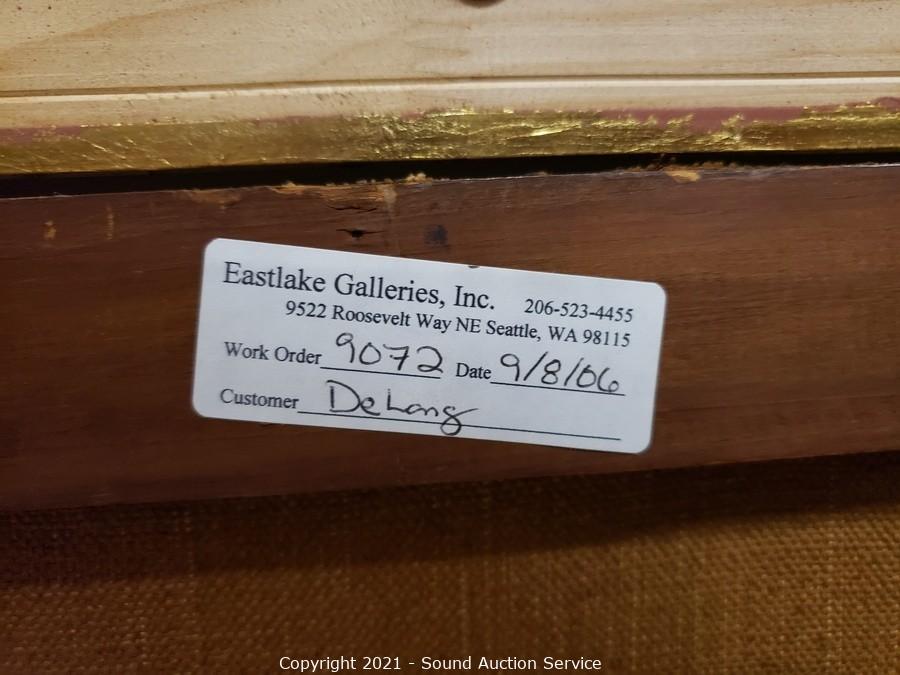 Eastlake Galleries, Inc. 206-523-4455
9522 Roosevelt Way NE Seattle, WA 98115
Work Order 9072 Date 9/8/06
Customer DeLong
Copyright 2021 - Sound Auction Service